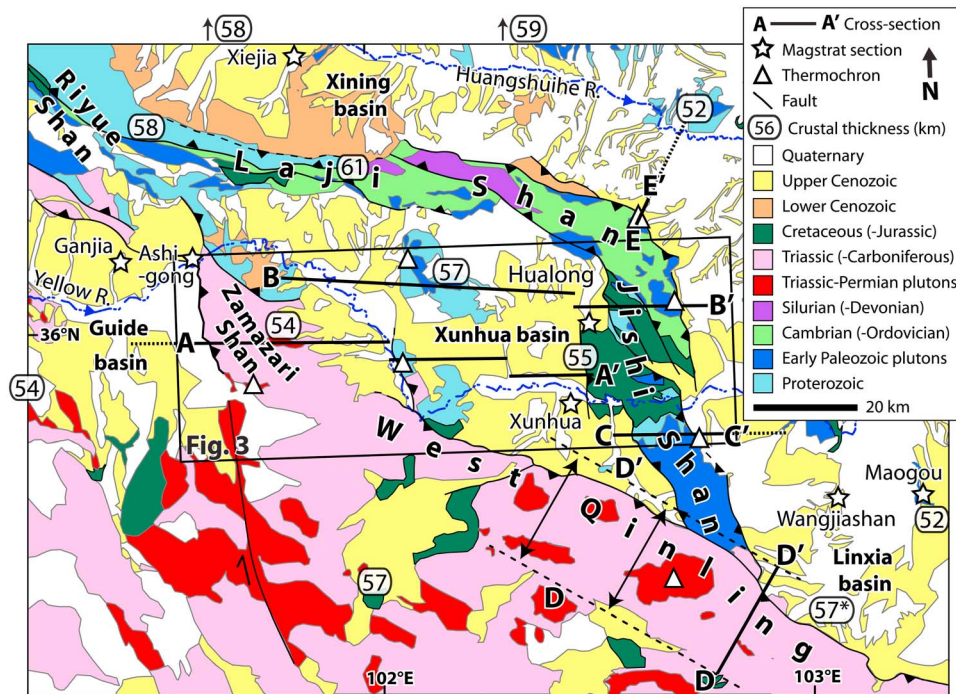 58
59
Xiejia
Xining
basin
Huangshuihe R.
52
Riyue
Shan
58
Laji
61
Shan
E'
E
Ganjia
Ashi
-gong
Yellow R.
B
57
Hualong
B'
36°N
Guide
basin
A
Zamazari
Shan
54
Xunhua basin
55
A'
Jishi
Shan
54
Xunhua
C
C'
Fig. 3
West
Qinling
D'
Maogou
52
Wangjiashan
D'
Linxia
basin
57
D
57*
D
102°E
103°E
A A' Cross-section
Magstrat section
Thermochron
Fault
N
56 Crustal thickness (km)
Quaternary
Upper Cenozoic
Lower Cenozoic
Cretaceous (-Jurassic)
Triassic (-Carboniferous)
Triassic-Permian plutons
Silurian (-Devonian)
Cambrian (-Ordovician)
Early Paleozoic plutons
Proterozoic
20 km